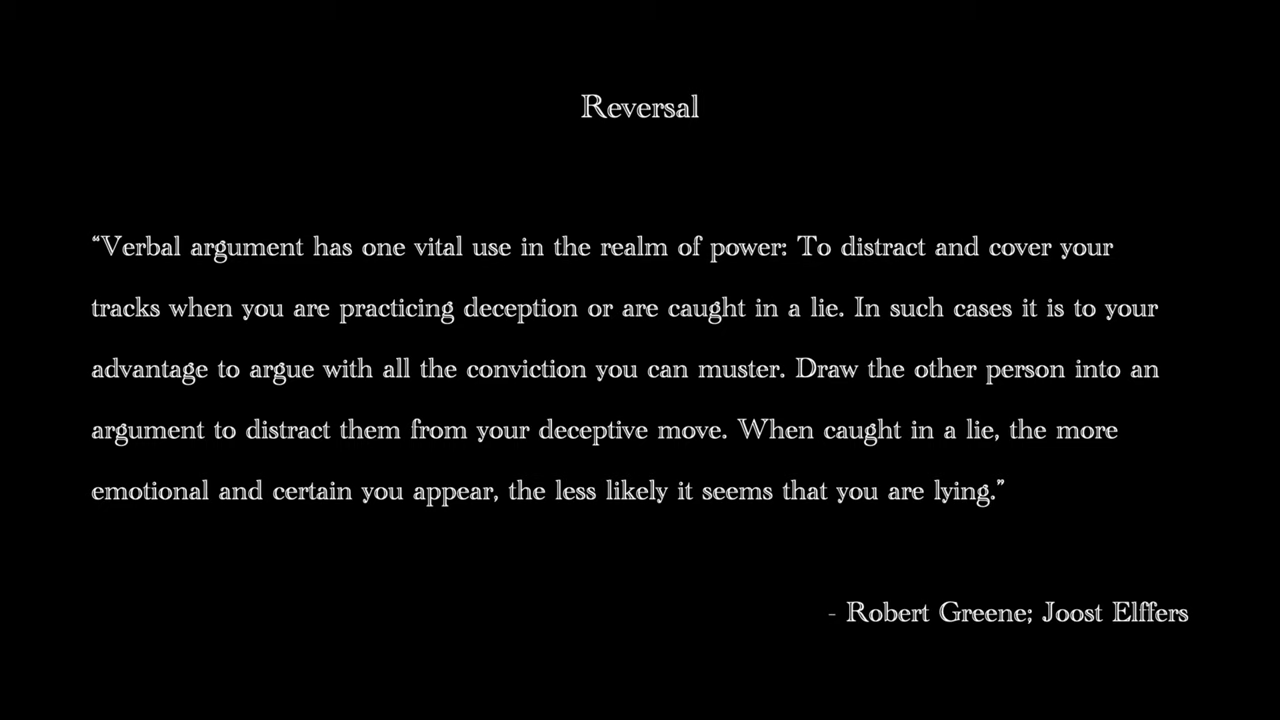 Reversal
“Verbal argument has one vital use in the realm of power: To distract and cover your
tracks when you are practicing deception or are caught in a lie. In such cases it is to your
advantage to argue with all the conviction you can muster. Draw the other person into an
argument to distract them from your deceptive move. When caught in a lie, the more
emotional and certain you appear, the less likely it seems that you are lying.”
- Robert Greene; Joost Elffers